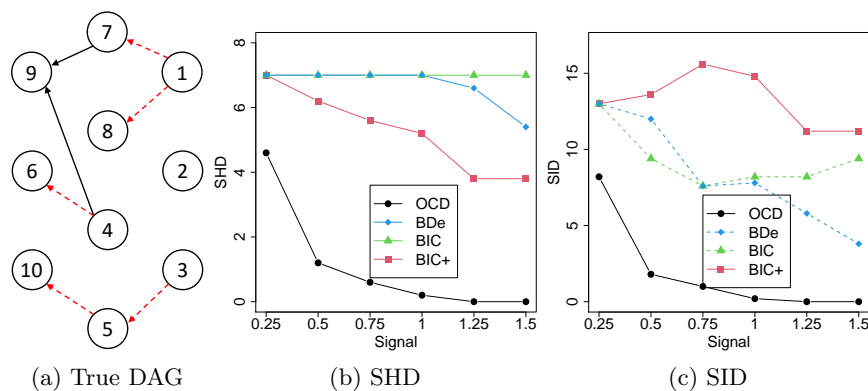 7
9
1
8
6
2
4
10
3
5
(a) True DAG
8
6
4
2
0
SHD
OCD
BDe
BIC
BIC+
0.25 0.5 0.75 1 1.25 1.5
Signal
(b) SHD
15
10
5
0
SID
OCD
BDe
BIC
BIC+
0.25 0.5 0.75 1 1.25 1.5
Signal
(c) SID